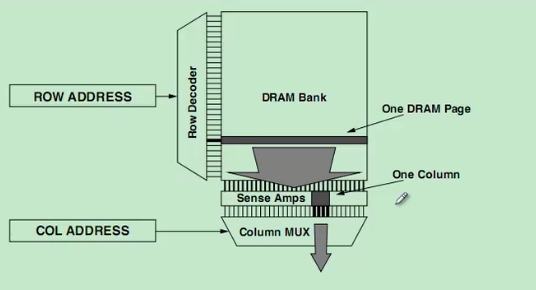 ROW ADDRESS
Row Decoder
DRAM Bank
One DRAM Page
One Column
Sense Amps
COL ADDRESS
Column MUX